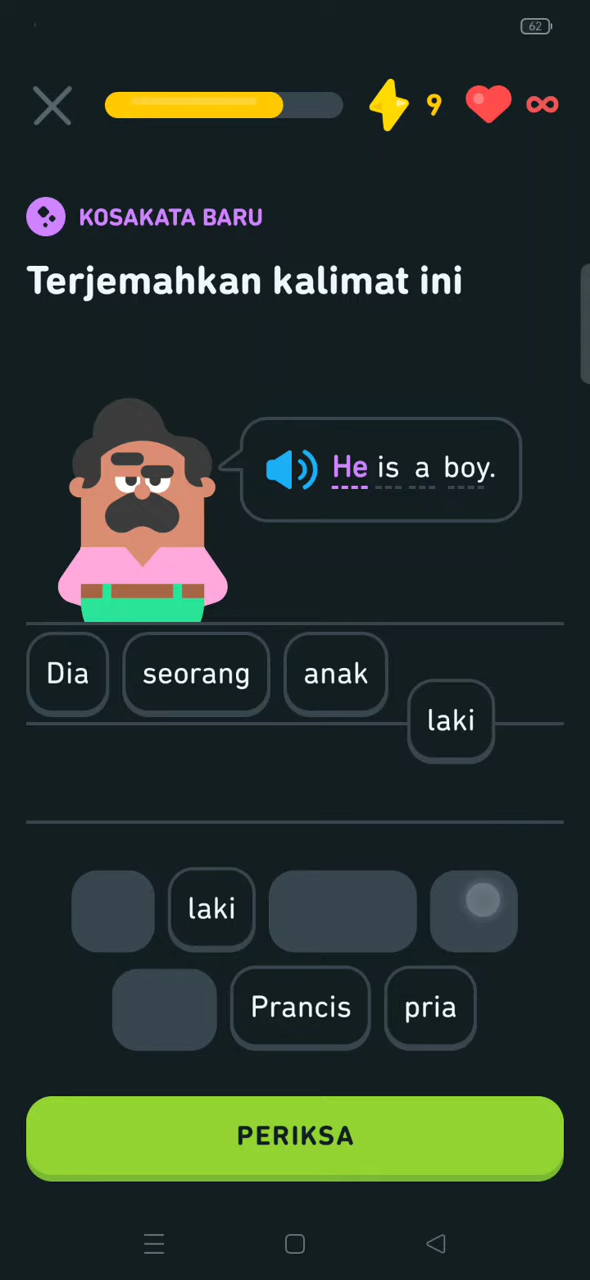 62
9 ∞
KOSAKATA BARU
Terjemahkan kalimat ini
He is a boy.
Dia seorang anak
laki
laki
Prancis pria
PERIKSA